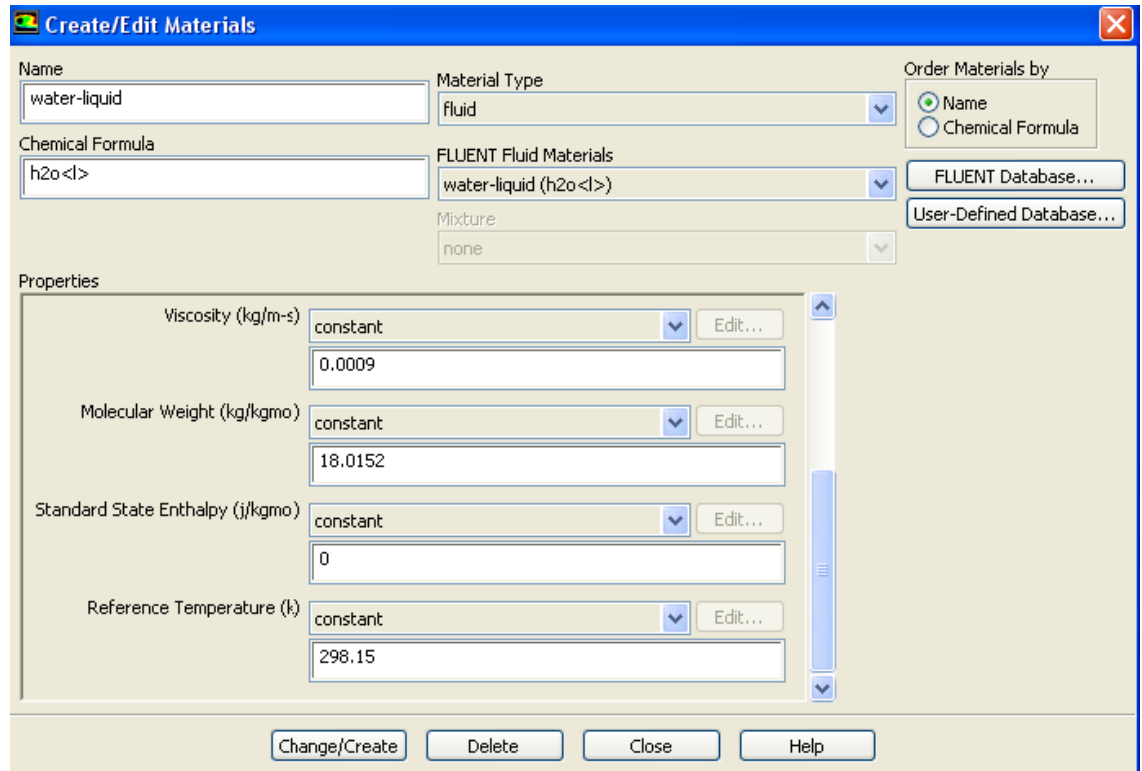 Create/Edit Materials
Name
water-liquid
Chemical Formula
h2o<l>
Material Type
fluid
FLUENT Fluid Materials
water-liquid (h2o<l>)
Mixture
none
Order Materials by
Name
Chemical Formula
FLUENT Database...
User-Defined Database...
Properties
Viscosity (kg/m-s) constant Edit...
0.0009
Molecular Weight (kg/kgmo) constant Edit...
18.0152
Standard State Enthalpy (j/kgmo) constant Edit...
0
Reference Temperature (k) constant Edit...
298.15
Change/Create Delete Close Help